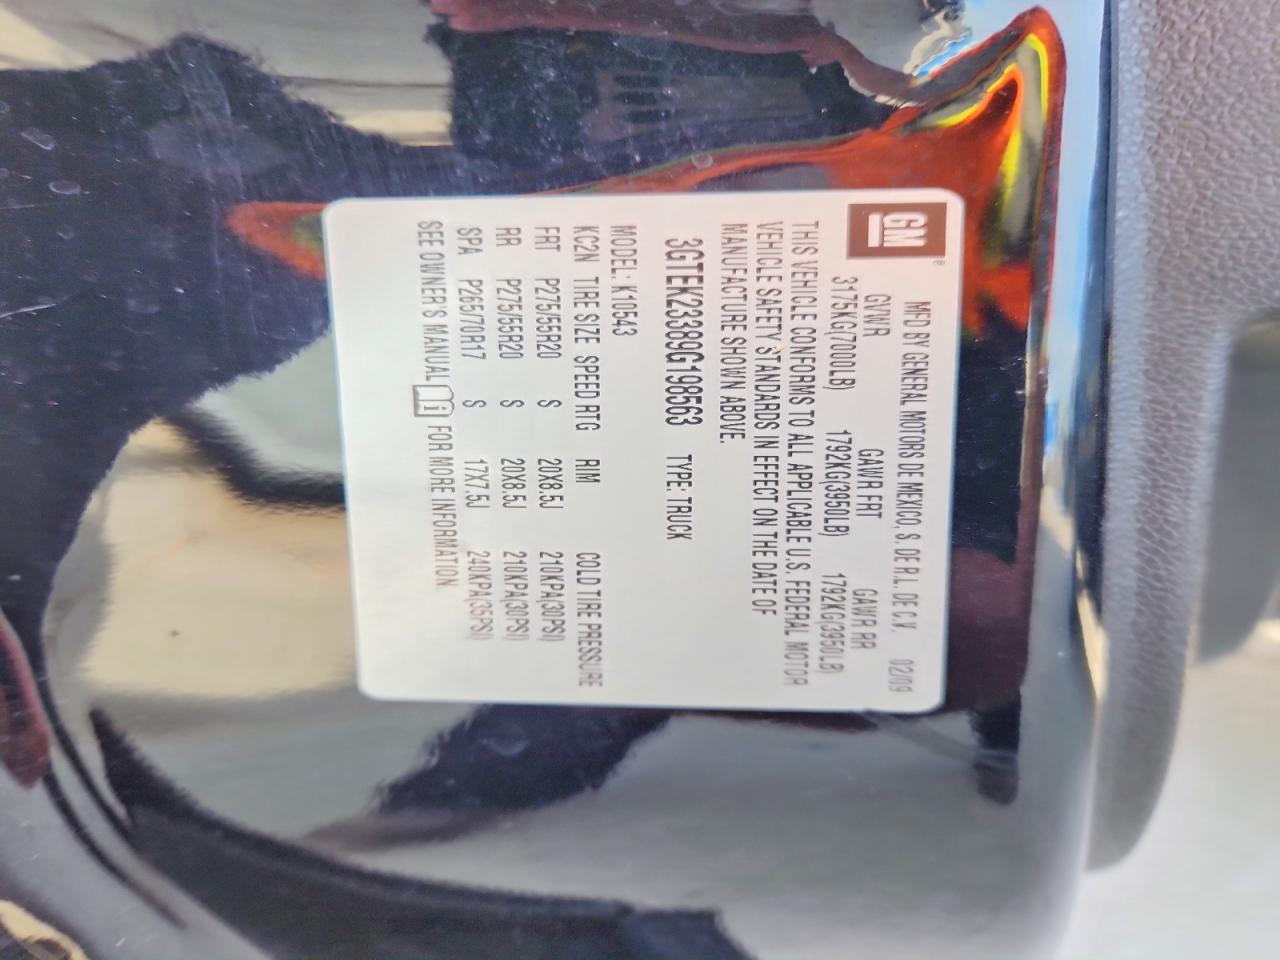 GM®
MFD BY GENERAL MOTORS DE MEXICO, S. DE R.L. DE C.V. 02/09
GVWR GAWR FRT GAWR RR
3175KG(7000LB) 1792KG(3950LB) 1792KG(3950LB)
THIS VEHICLE CONFORMS TO ALL APPLICABLE U.S. FEDERAL MOTOR
VEHICLE SAFETY STANDARDS IN EFFECT ON THE DATE OF
MANUFACTURE SHOWN ABOVE.
3GTEK23389G198563 TYPE: TRUCK
MODEL: K10543
KC2N TIRE SIZE SPEED RTG RIM COLD TIRE PRESSURE
FRT P275/55R20 S 20X8.5J 210KPA(30PSI)
RR P275/55R20 S 20X8.5J 210KPA(30PSI)
SPA P265/70R17 S 17X7.5J 240KPA(35PSI)
SEE OWNER'S MANUAL i FOR MORE INFORMATION